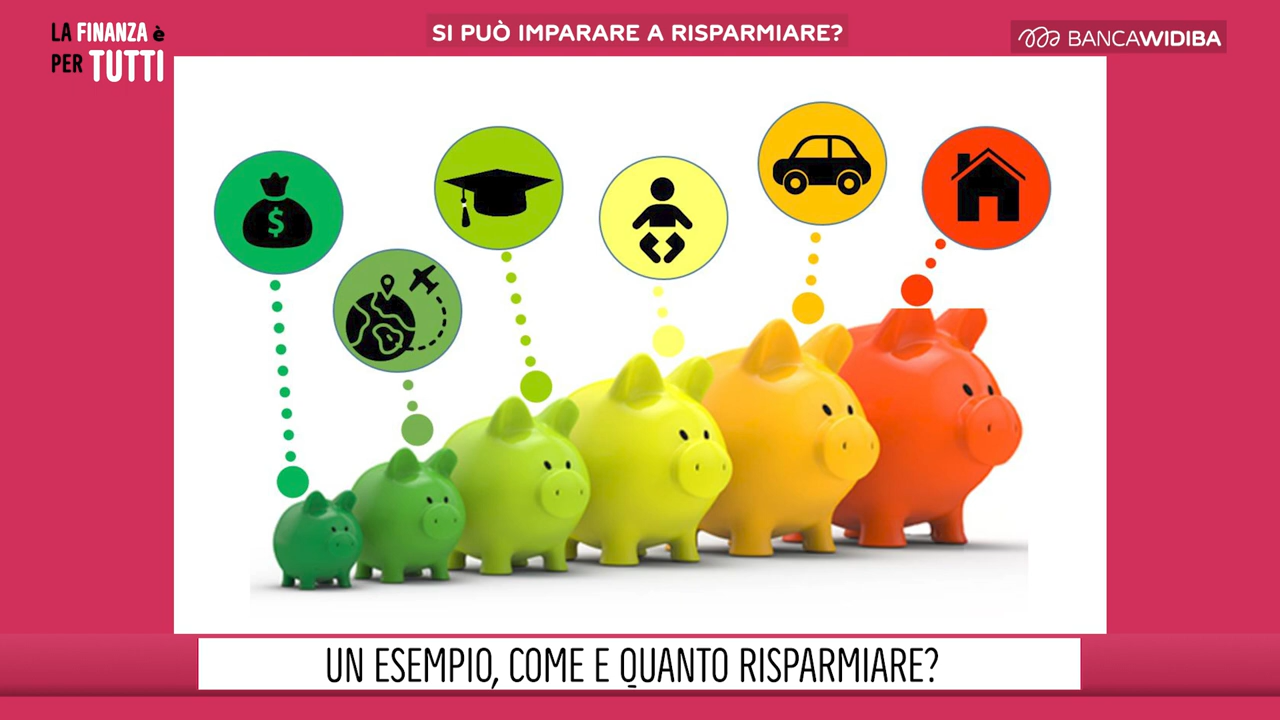 LA FINANZA è
PER TUTTI
SI PUÒ IMPARARE A RISPARMIARE?
BANCAWIDIBA
$
UN ESEMPIO, COME E QUANTO RISPARMIARE?